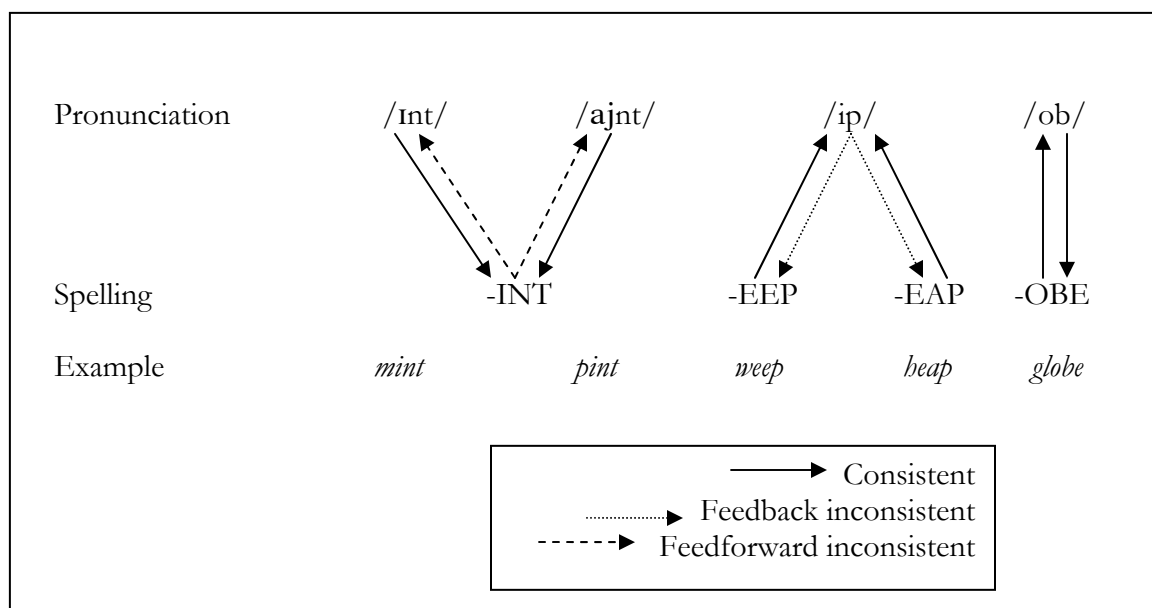 Pronunciation /ɪnt/ /ajnt/ /ip/ /ob/
Spelling -INT -EEP -EAP -OBE
Example mint pint weep heap globe
Consistent
Feedback inconsistent
Feedforward inconsistent